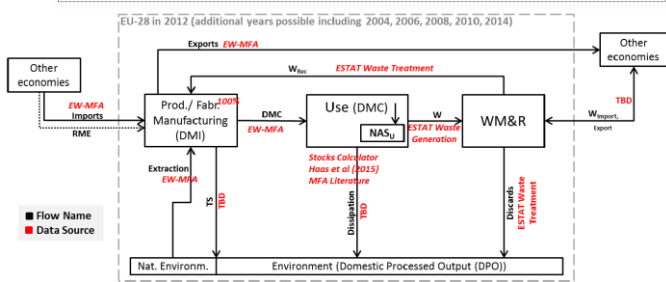 EU-28 in 2012 (additional years possible including 2004, 2006, 2008, 2010, 2014)
Exports EW-MFA
Other
economies
W_Rec ESTAT Waste Treatment
Other
economies
EW-MFA
Imports
RME
Prod./ Fabr.
100%
Manufacturing
(DMI)
DMC
EW-MFA
Use (DMC)
NAS_U
W
ESTAT Waste
Generation
WM&R
TBD
W_Import,
Export
Stocks Calculator
Haas et al (2015)
MFA Literature
Extraction
EW-MFA
TS
TBD
Dissipation
TBD
Discards
ESTAT Waste
Treatment
Flow Name
Data Source
Nat. Environm.
Environment (Domestic Processed Output (DPO))